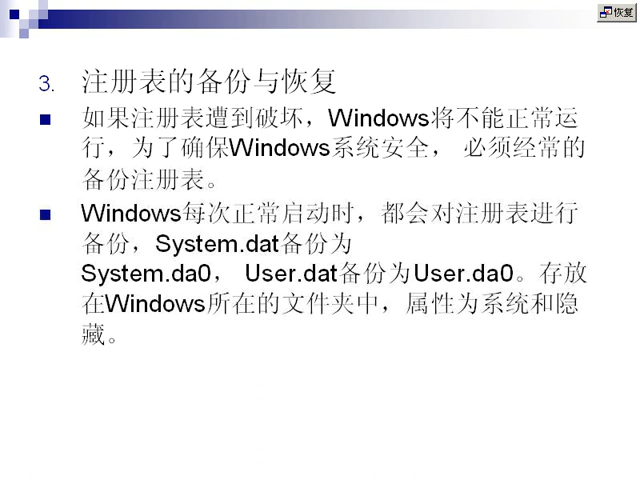 恢复
3. 注册表的备份与恢复
如果注册表遭到破坏，Windows将不能正常运
行，为了确保Windows系统安全， 必须经常的
备份注册表。
Windows每次正常启动时，都会对注册表进行
备份，System.dat备份为
System.da0， User.dat备份为User.da0。存放
在Windows所在的文件夹中，属性为系统和隐
藏。